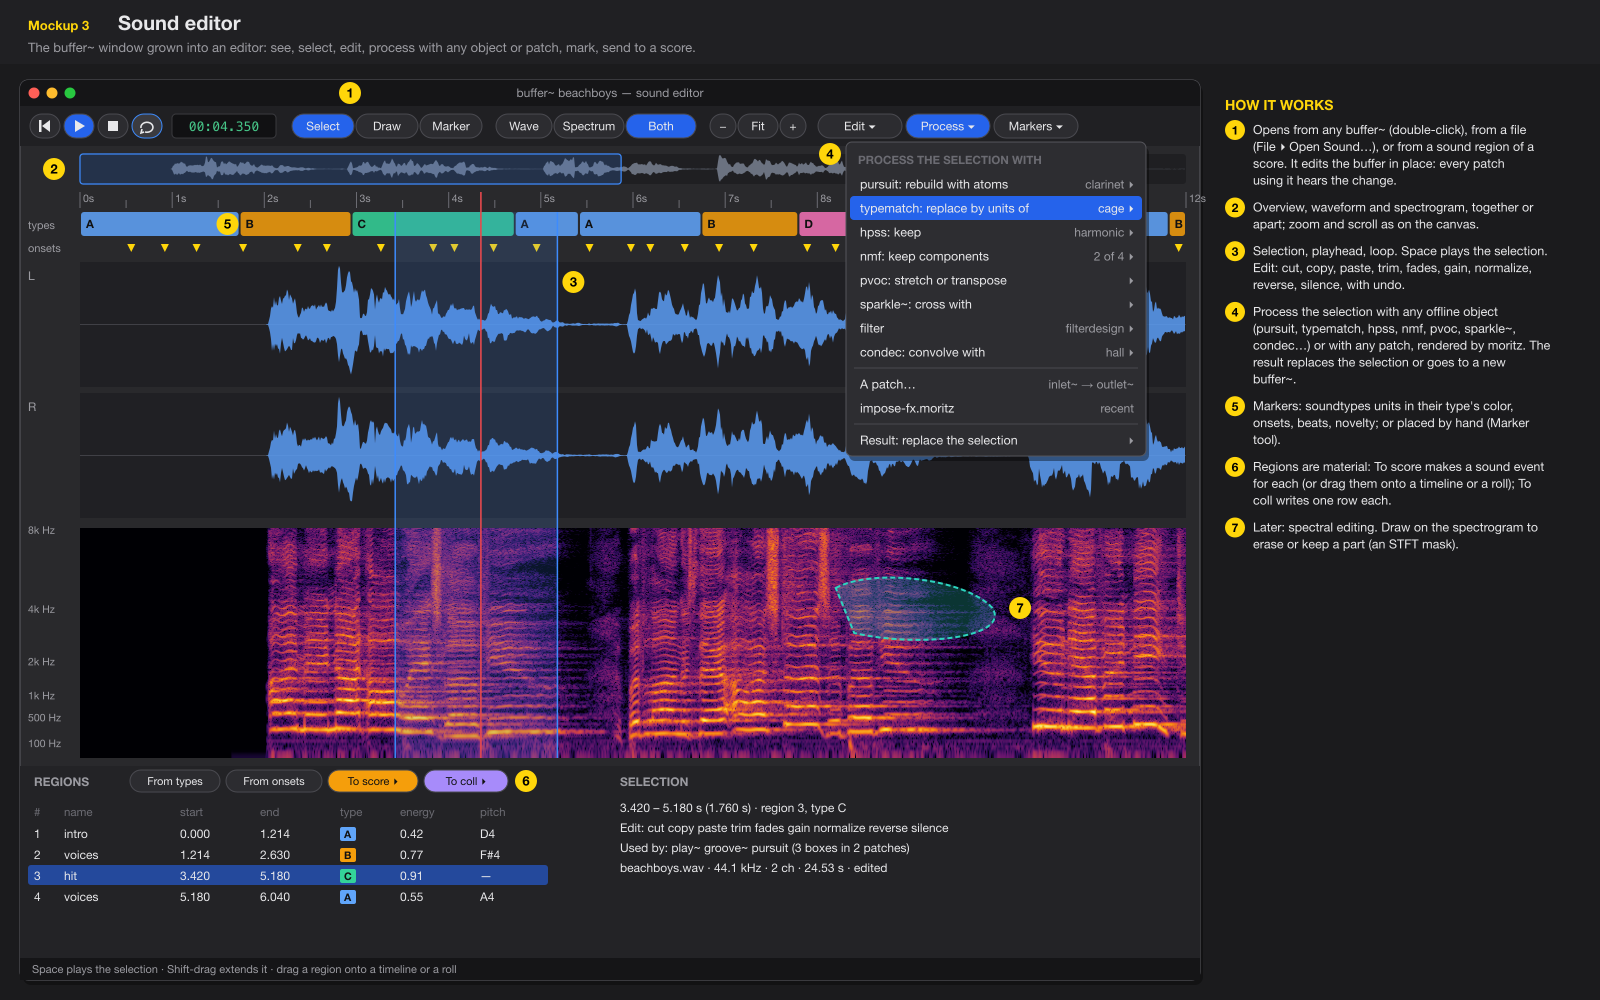 Mockup 3 Sound editor
The buffer~ window grown into an editor: see, select, edit, process with any object or patch, mark, send to a score.
1
buffer~ beachboys — sound editor
00:04.350 Select Draw Marker Wave Spectrum Both − Fit + Edit ▾ Process ▾ Markers ▾
2
4
0s 1s 2s 3s 4s 5s 6s 7s 8s 12s
types A 5 B C A A B D B
onsets
L
3
R
PROCESS THE SELECTION WITH
pursuit: rebuild with atoms clarinet ▸
typematch: replace by units of cage ▸
hpss: keep harmonic ▸
nmf: keep components 2 of 4 ▸
pvoc: stretch or transpose ▸
sparkle~: cross with ▸
filter filterdesign ▸
condec: convolve with hall ▸
A patch… inlet~ → outlet~
impose-fx.moritz recent
Result: replace the selection ▸
8k Hz
4k Hz
7
2k Hz
1k Hz
500 Hz
100 Hz
REGIONS From types From onsets To score ▸ To coll ▸ 6
# name start end type energy pitch
1 intro 0.000 1.214 A 0.42 D4
2 voices 1.214 2.630 B 0.77 F#4
3 hit 3.420 5.180 C 0.91 —
4 voices 5.180 6.040 A 0.55 A4
SELECTION
3.420 – 5.180 s (1.760 s) · region 3, type C
Edit: cut copy paste trim fades gain normalize reverse silence
Used by: play~ groove~ pursuit (3 boxes in 2 patches)
beachboys.wav · 44.1 kHz · 2 ch · 24.53 s · edited
Space plays the selection · Shift-drag extends it · drag a region onto a timeline or a roll
HOW IT WORKS
1 Opens from any buffer~ (double-click), from a file
(File ▸ Open Sound…), or from a sound region of a
score. It edits the buffer in place: every patch
using it hears the change.
2 Overview, waveform and spectrogram, together or
apart; zoom and scroll as on the canvas.
3 Selection, playhead, loop. Space plays the selection.
Edit: cut, copy, paste, trim, fades, gain, normalize,
reverse, silence, with undo.
4 Process the selection with any offline object
(pursuit, typematch, hpss, nmf, pvoc, sparkle~,
condec…) or with any patch, rendered by moritz. The
result replaces the selection or goes to a new
buffer~.
5 Markers: soundtypes units in their type's color,
onsets, beats, novelty; or placed by hand (Marker
tool).
6 Regions are material: To score makes a sound event
for each (or drag them onto a timeline or a roll); To
coll writes one row each.
7 Later: spectral editing. Draw on the spectrogram to
erase or keep a part (an STFT mask).